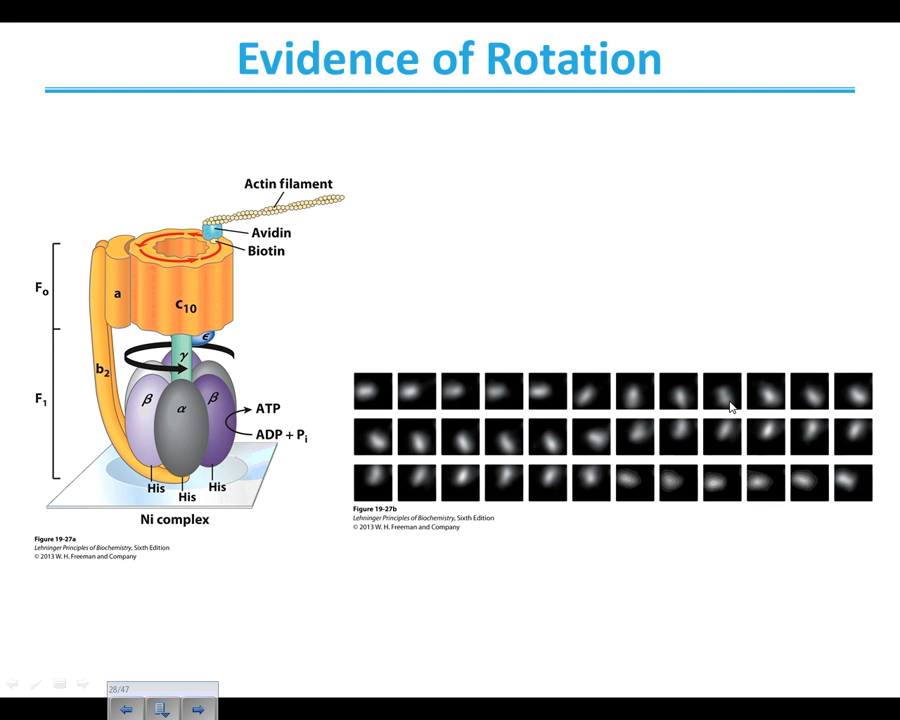 Evidence of Rotation
Actin filament
Avidin
Biotin
Fo
a
c10
ε
γ
b2
F1
β
α
β
ATP
ADP + Pi
His
His
His
Ni complex
Figure 19-27a
Lehninger Principles of Biochemistry, Sixth Edition
© 2013 W. H. Freeman and Company
Figure 19-27b
Lehninger Principles of Biochemistry, Sixth Edition
© 2013 W. H. Freeman and Company
28/47